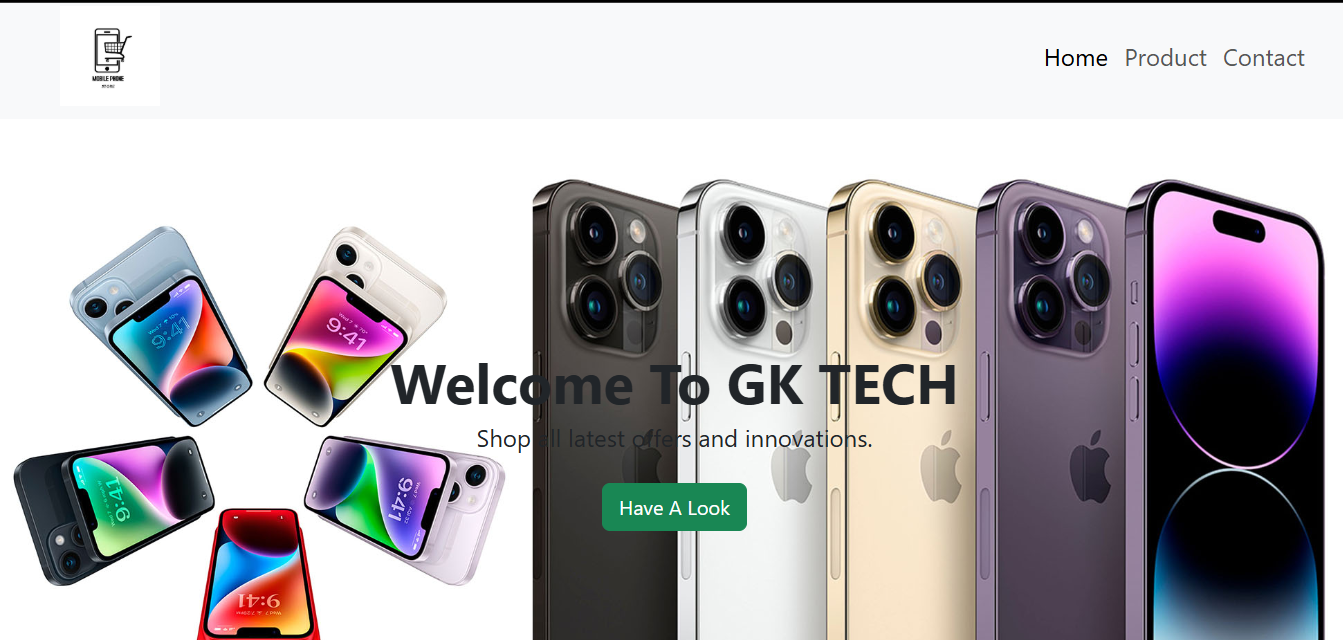 MOBILE PHONE
STORE
Home Product Contact
9:41
9:41
Welcome To GK TECH
Shop all latest offers and innovations.
9:41
9:41
Have A Look
9:41